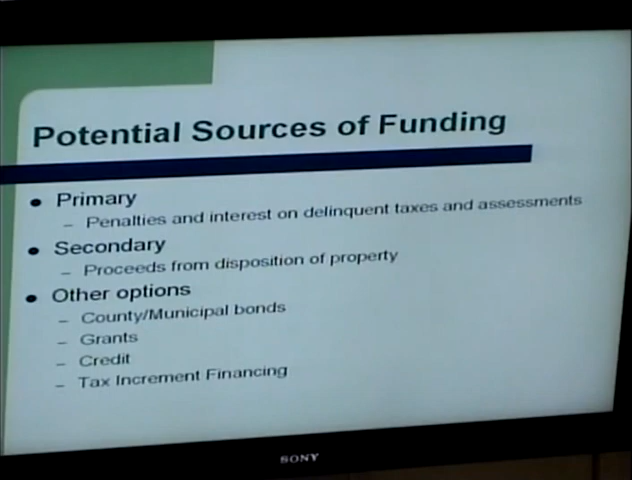 Potential Sources of Funding
● Primary
– Penalties and interest on delinquent taxes and assessments
● Secondary
– Proceeds from disposition of property
● Other options
– County/Municipal bonds
– Grants
– Credit
– Tax Increment Financing
SONY